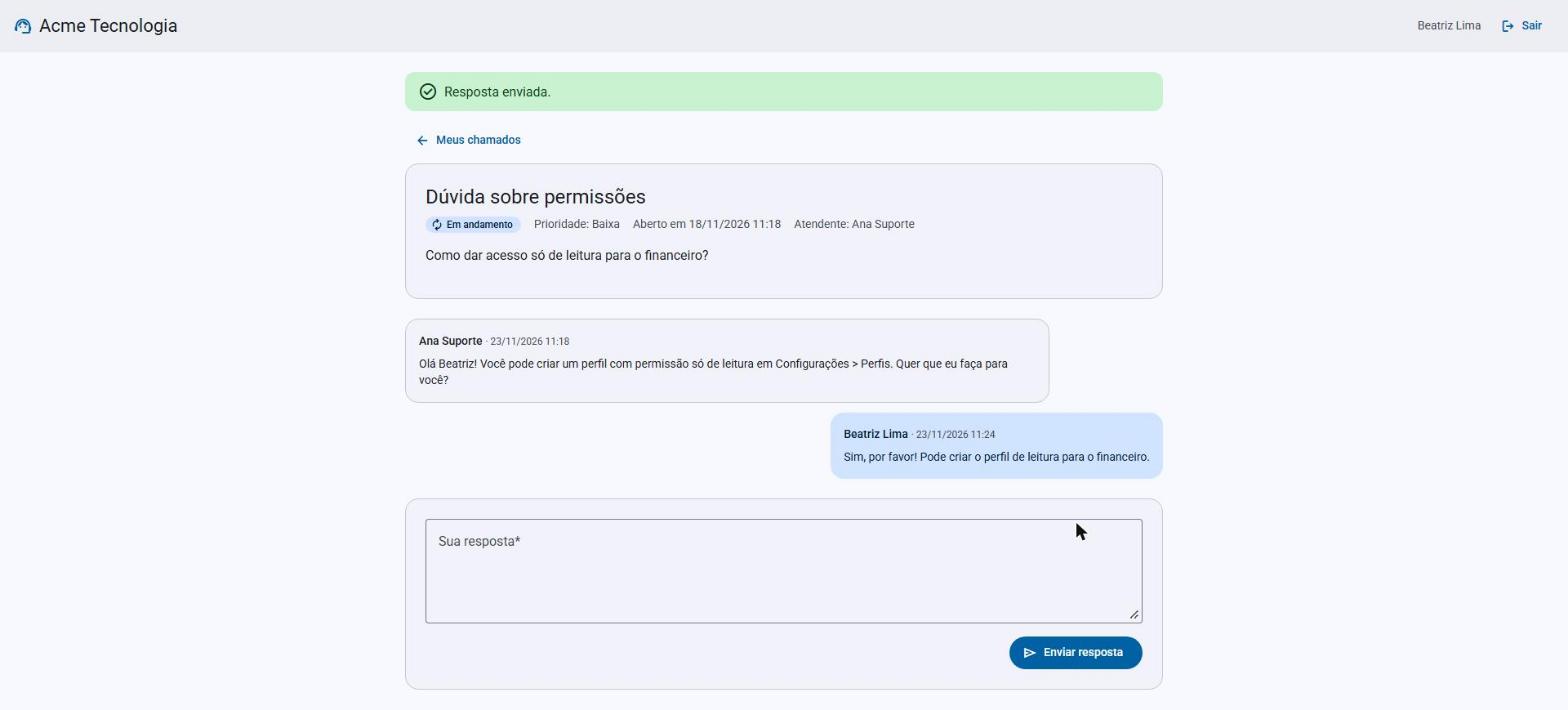 Acme Tecnologia
Beatriz Lima
Sair
Resposta enviada.
Meus chamados
Dúvida sobre permissões
Em andamento Prioridade: Baixa Aberto em 18/11/2026 11:18 Atendente: Ana Suporte
Como dar acesso só de leitura para o financeiro?
Ana Suporte · 23/11/2026 11:18
Olá Beatriz! Você pode criar um perfil com permissão só de leitura em Configurações > Perfis. Quer que eu faça para
você?
Beatriz Lima · 23/11/2026 11:24
Sim, por favor! Pode criar o perfil de leitura para o financeiro.
Sua resposta*
Enviar resposta